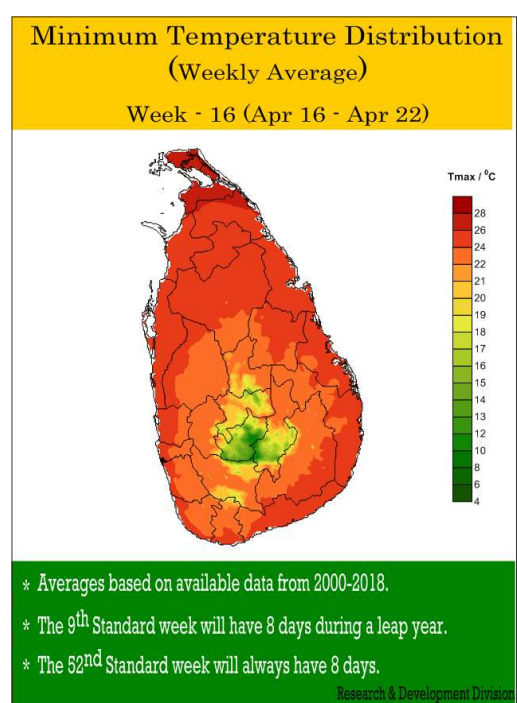 Minimum Temperature Distribution
(Weekly Average)
Week - 16 (Apr 16 - Apr 22)
Tmax / ⁰C
28
26
24
22
21
20
19
18
17
16
15
14
13
12
10
8
6
4
* Averages based on available data from 2000-2018.
* The 9th Standard week will have 8 days during a leap year.
* The 52nd Standard week will always have 8 days.
Research & Development Division